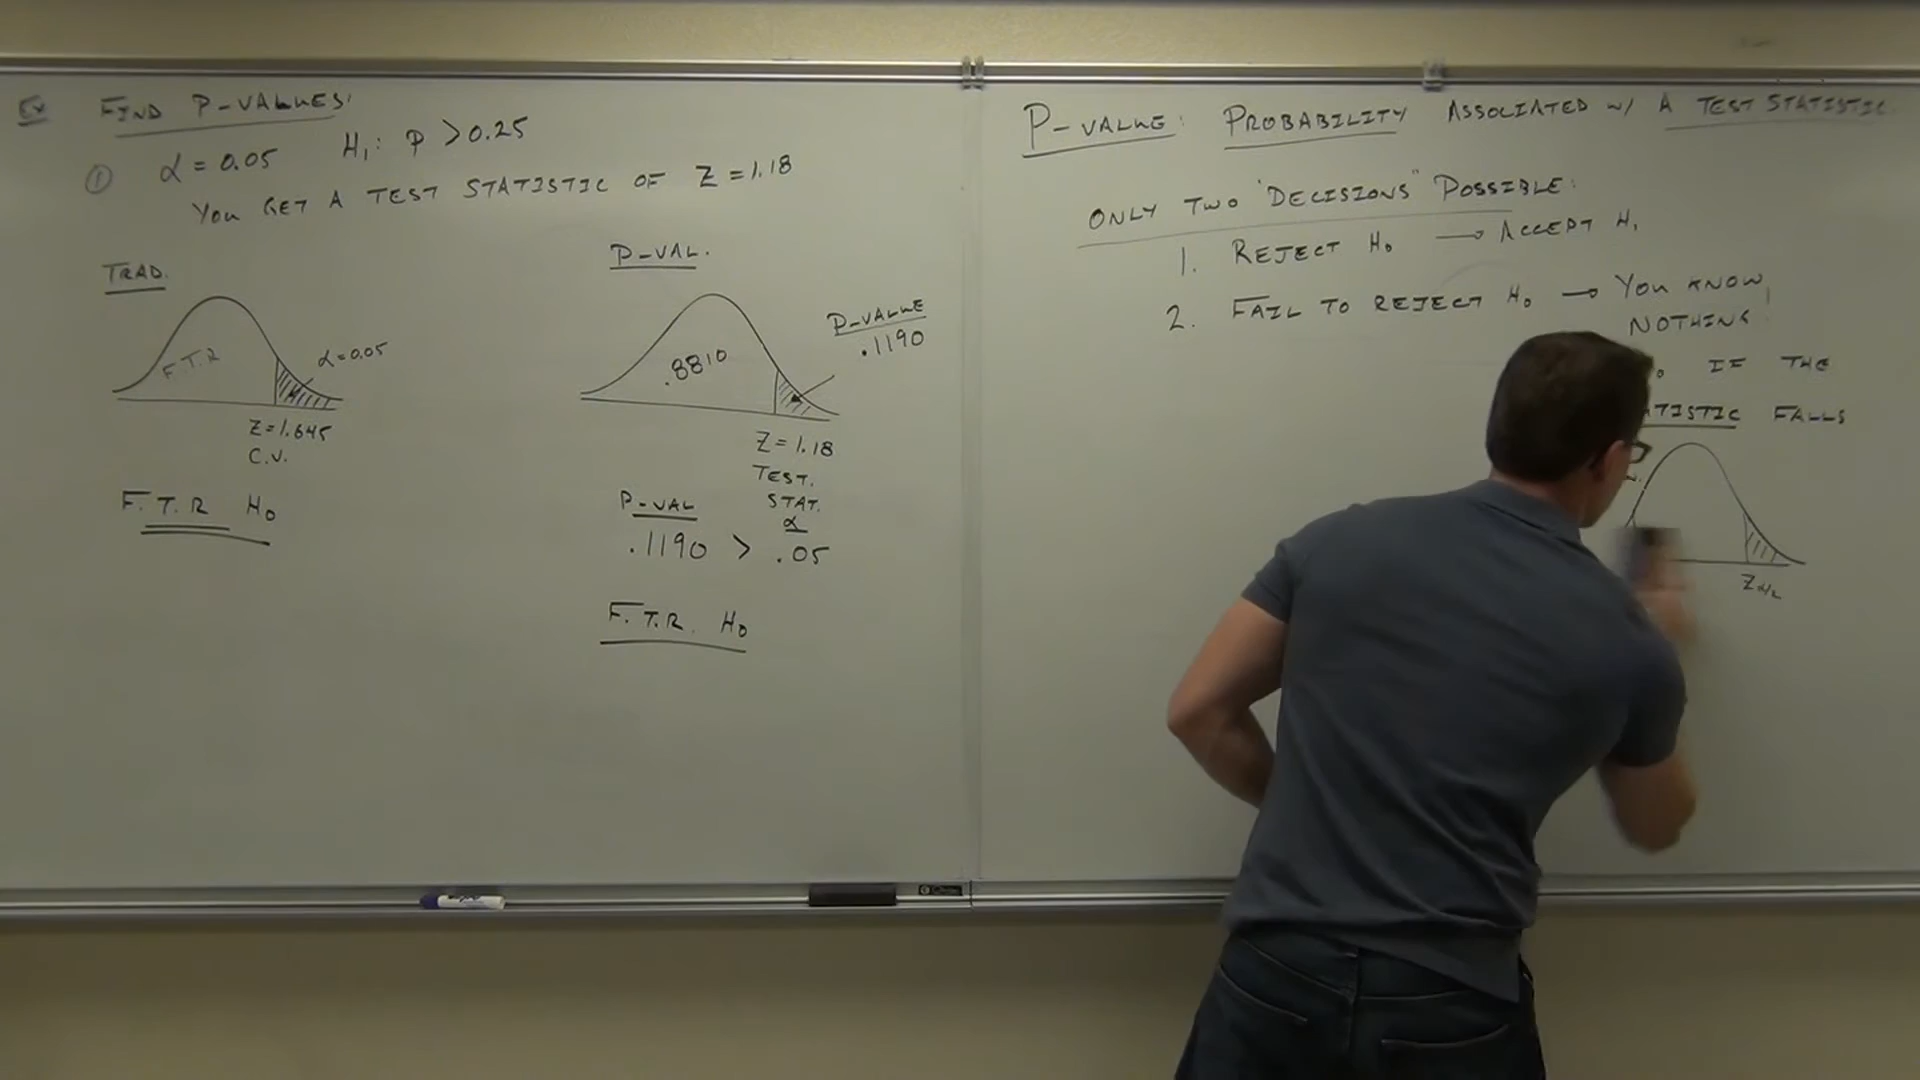 Ex FIND P-VALUES:
① α = 0.05 H₁: P > 0.25
YOU GET A TEST STATISTIC OF Z = 1.18
TRAD.
F.T.R
α=0.05
Z=1.645
C.V.
F.T.R H₀
P-VAL.
.8810
P-VALUE
.1190
Z = 1.18
TEST.
STAT.
P-VAL α
.1190 > .05
F.T.R. H₀
P-VALUE: PROBABILITY ASSOCIATED W/ A TEST STATISTIC
ONLY TWO "DECISIONS" POSSIBLE:
1. REJECT H₀ → ACCEPT H₁
2. FAIL TO REJECT H₀ → YOU KNOW
NOTHING!
IF THE
FALLS
Zα/2